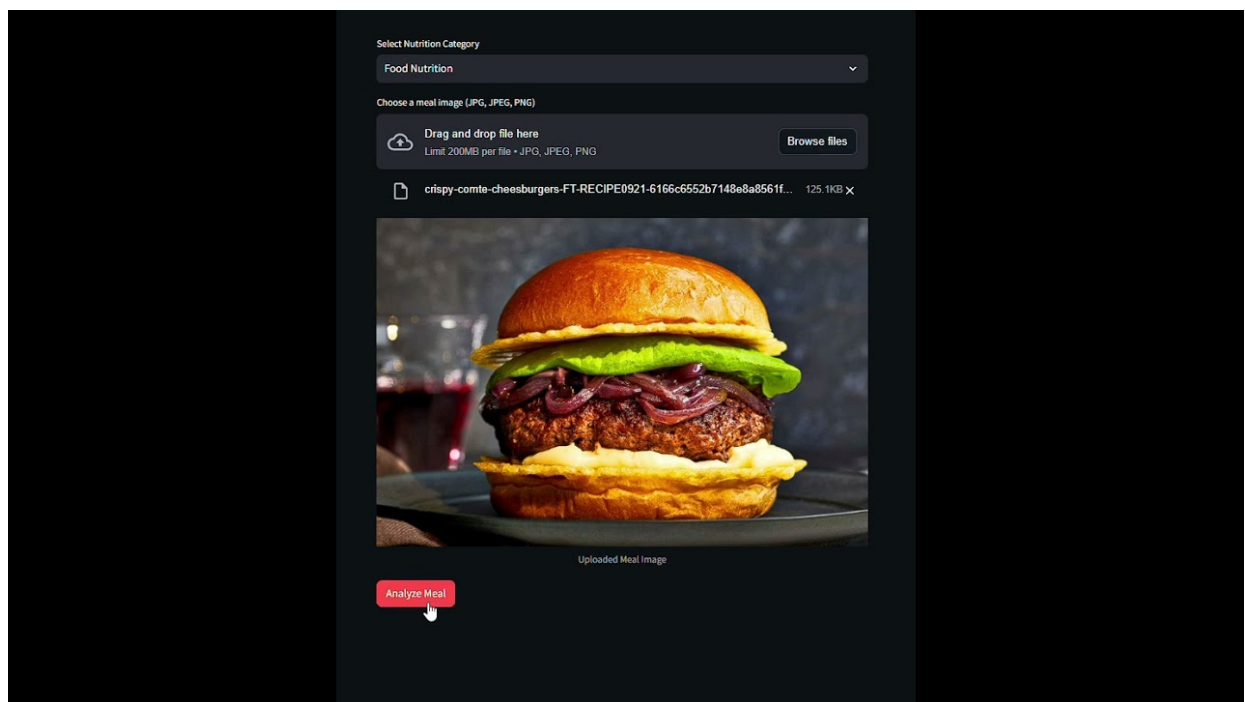 Select Nutrition Category
Food Nutrition
Choose a meal image (JPG, JPEG, PNG)
Drag and drop file here
Limit 200MB per file • JPG, JPEG, PNG
Browse files
crispy-comte-cheesburgers-FT-RECIPE0921-6166c6552b7148e8a8561f... 125.1KB
Uploaded Meal Image
Analyze Meal